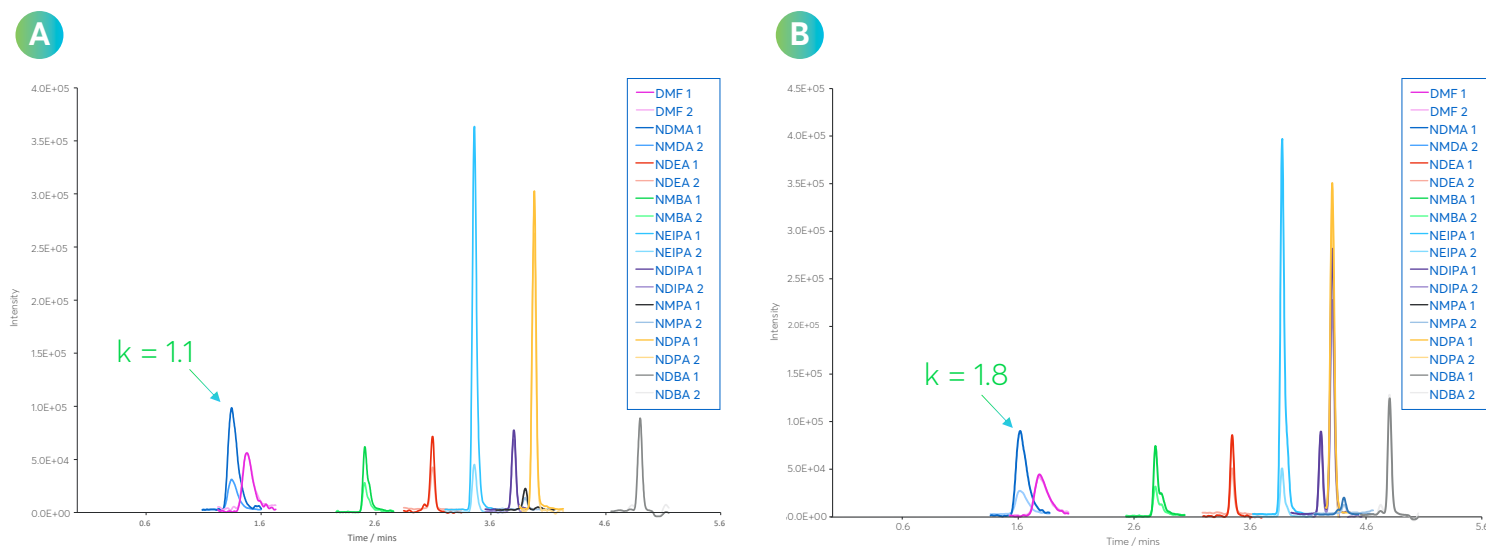 A
4.0E+05
3.5E+05
3.0E+05
2.5E+05
2.0E+05
1.5E+05
1.0E+05
5.0E+04
0.0E+00
Intensity
k = 1.1
0.6
1.6
2.6
3.6
4.6
5.6
Time / mins
DMF 1
DMF 2
NDMA 1
NMDA 2
NDEA 1
NDEA 2
NMBA 1
NMBA 2
NEIPA 1
NEIPA 2
NDIPA 1
NDIPA 2
NMPA 1
NMPA 2
NDPA 1
NDPA 2
NDBA 1
NDBA 2
B
4.5E+05
4.0E+05
3.5E+05
3.0E+05
2.5E+05
2.0E+05
1.5E+05
1.0E+05
5.0E+04
0.0E+00
Intensity
k = 1.8
0.6
1.6
2.6
3.6
4.6
5.6
Time / mins
DMF 1
DMF 2
NDMA 1
NMDA 2
NDEA 1
NDEA 2
NMBA 1
NMBA 2
NEIPA 1
NEIPA 2
NDIPA 1
NDIPA 2
NMPA 1
NMPA 2
NDPA 1
NDPA 2
NDBA 1
NDBA 2